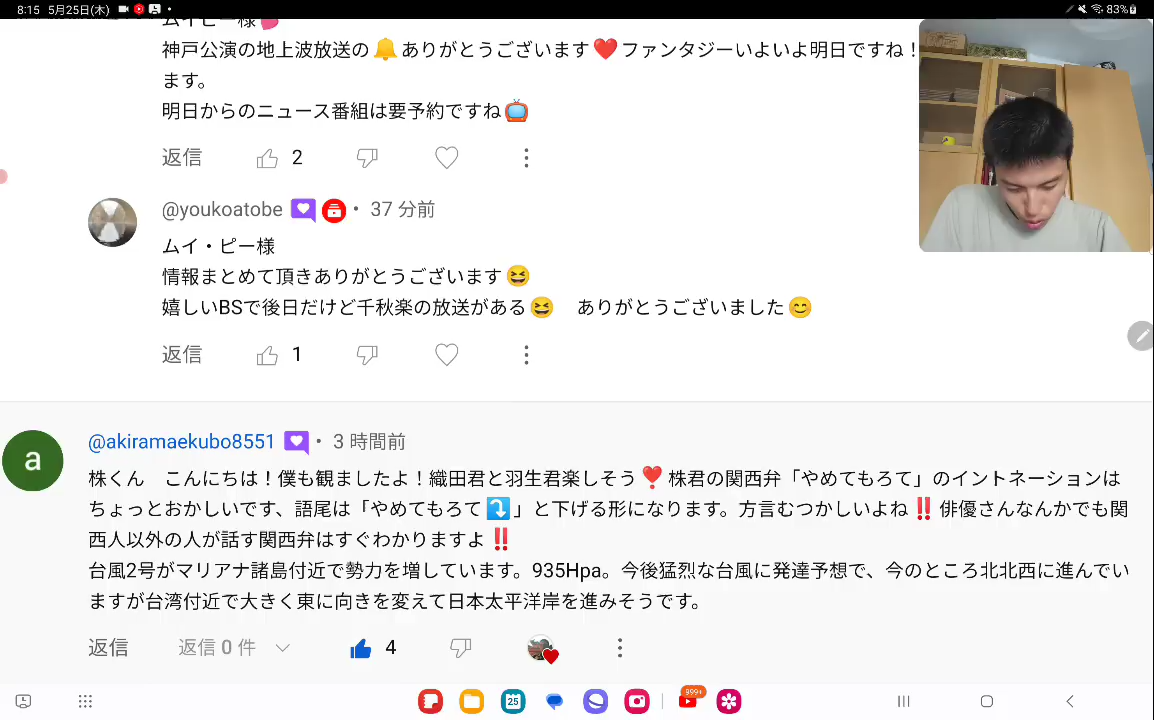 8:15 5月25日(木) 83%
ムイピー様💕
神戸公演の地上波放送の🔔ありがとうございます❤️ファンタジーいよいよ明日ですね！
ます。
明日からのニュース番組は要予約ですね📺
返信 2
@youkoatobe ・ 37 分前
ムイ・ピー様
情報まとめて頂きありがとうございます😆
嬉しいBSで後日だけど千秋楽の放送がある😆 ありがとうございました😊
返信 1
a
@akiramaekubo8551 ・ 3 時間前
株くん　こんにちは！僕も観ましたよ！織田君と羽生君楽しそう❣️株君の関西弁「やめてもろて」のイントネーションは
ちょっとおかしいです、語尾は「やめてもろて⤵️」と下げる形になります。方言むつかしいよね‼️俳優さんなんかでも関
西人以外の人が話す関西弁はすぐわかりますよ‼️
台風2号がマリアナ諸島付近で勢力を増しています。935Hpa。今後猛烈な台風に発達予想で、今のところ北北西に進んでい
ますが台湾付近で大きく東に向きを変えて日本太平洋岸を進みそうです。
返信 返信 0 件 4
25 999+